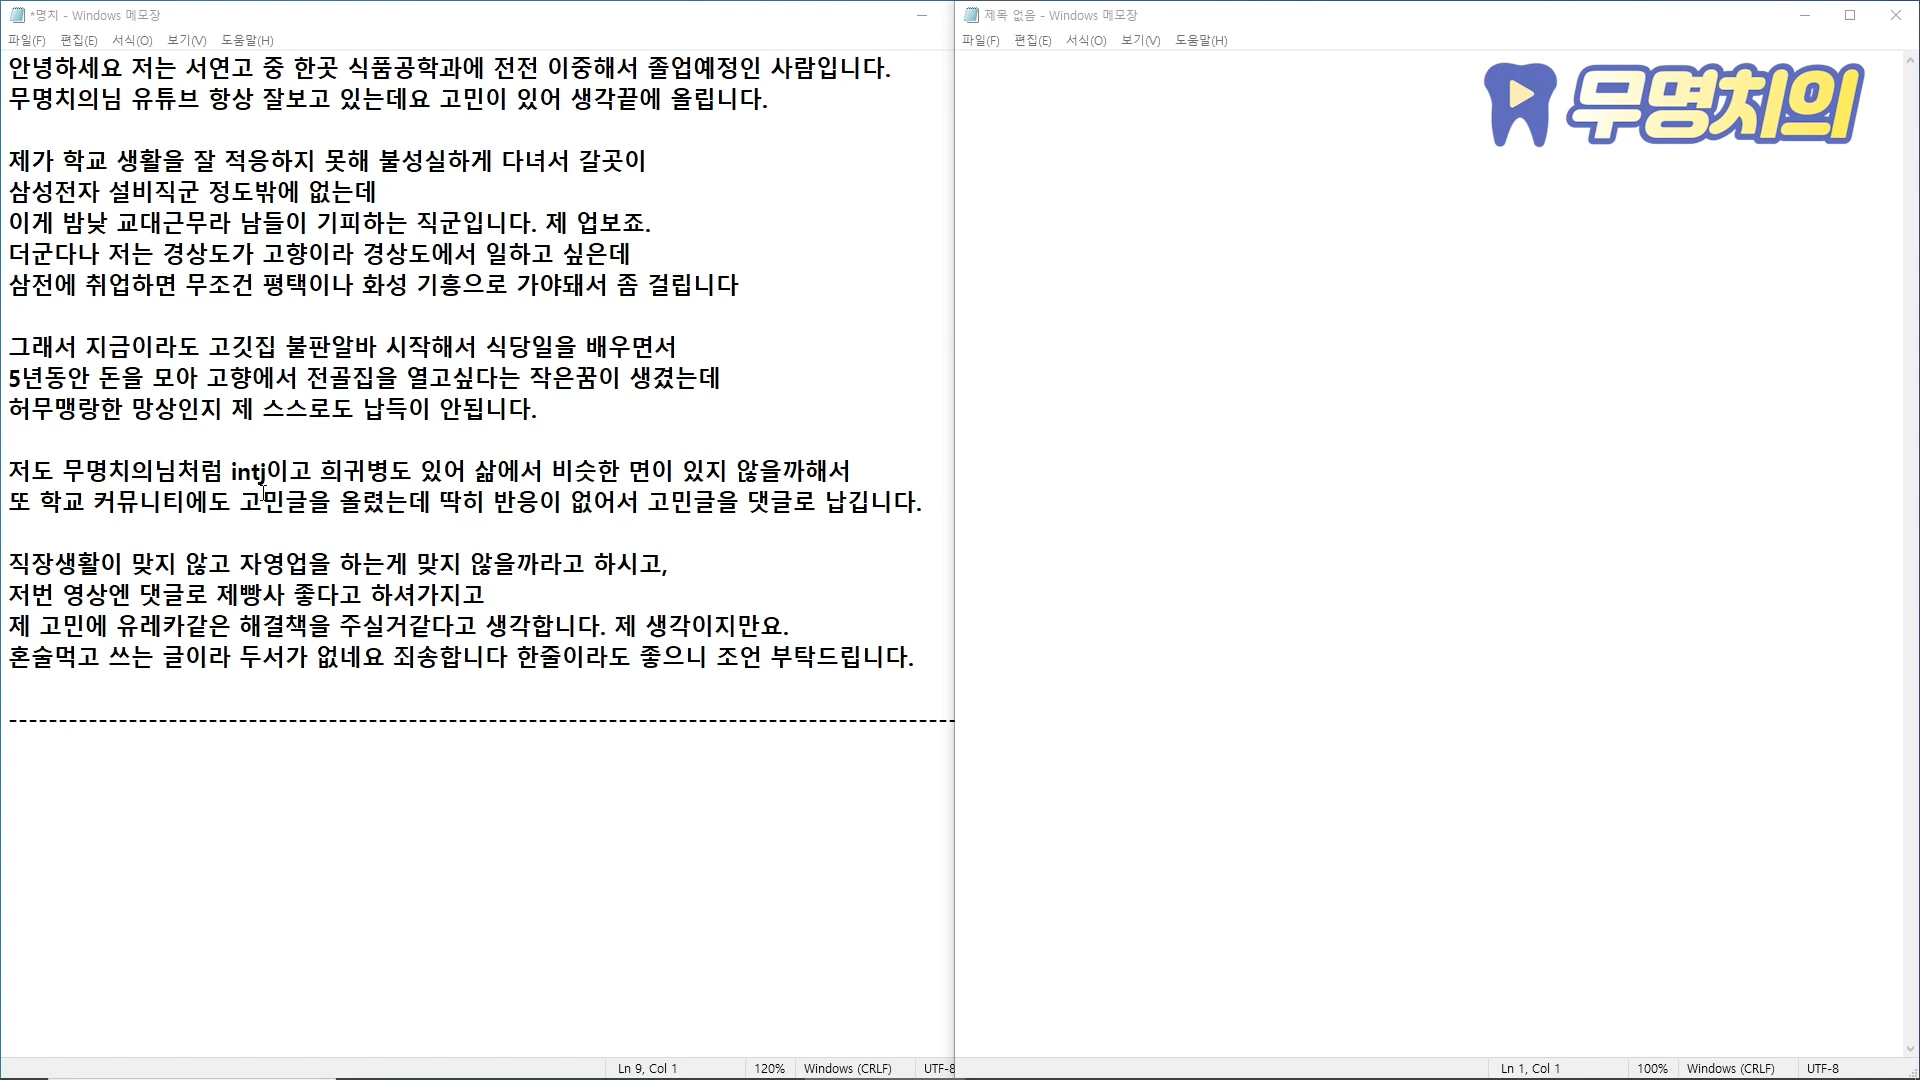 *명치 - Windows 메모장
파일(F) 편집(E) 서식(O) 보기(V) 도움말(H)
안녕하세요 저는 서연고 중 한곳 식품공학과에 전전 이중해서 졸업예정인 사람입니다.
무명치의님 유튜브 항상 잘보고 있는데요 고민이 있어 생각끝에 올립니다.
제가 학교 생활을 잘 적응하지 못해 불성실하게 다녀서 갈곳이
삼성전자 설비직군 정도밖에 없는데
이게 밤낮 교대근무라 남들이 기피하는 직군입니다. 제 업보죠.
더군다나 저는 경상도가 고향이라 경상도에서 일하고 싶은데
삼전에 취업하면 무조건 평택이나 화성 기흥으로 가야돼서 좀 걸립니다
그래서 지금이라도 고깃집 불판알바 시작해서 식당일을 배우면서
5년동안 돈을 모아 고향에서 전골집을 열고싶다는 작은꿈이 생겼는데
허무맹랑한 망상인지 제 스스로도 납득이 안됩니다.
저도 무명치의님처럼 intj이고 희귀병도 있어 삶에서 비슷한 면이 있지 않을까해서
또 학교 커뮤니티에도 고민글을 올렸는데 딱히 반응이 없어서 고민글을 댓글로 납깁니다.
직장생활이 맞지 않고 자영업을 하는게 맞지 않을까라고 하시고,
저번 영상엔 댓글로 제빵사 좋다고 하셔가지고
제 고민에 유레카같은 해결책을 주실거같다고 생각합니다. 제 생각이지만요.
혼술먹고 쓰는 글이라 두서가 없네요 죄송합니다 한줄이라도 좋으니 조언 부탁드립니다.
-----------------------------------------------------------------------------------------------
Ln 9, Col 1 120% Windows (CRLF) UTF-8
제목 없음 - Windows 메모장
파일(F) 편집(E) 서식(O) 보기(V) 도움말(H)
무명치의
Ln 1, Col 1 100% Windows (CRLF) UTF-8